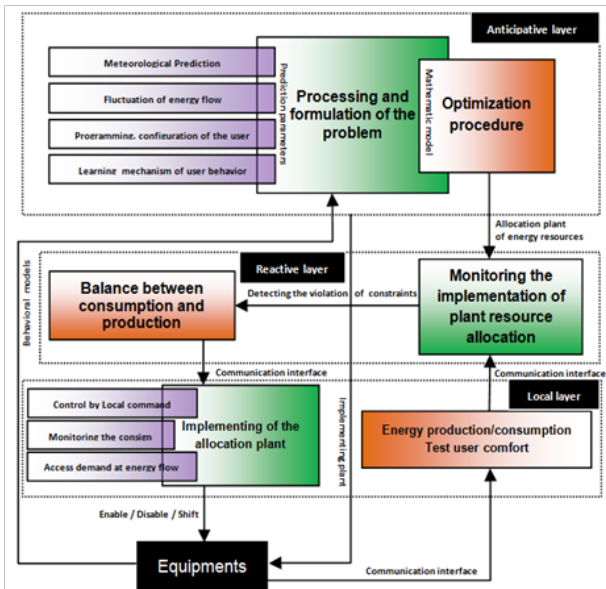 Anticipative layer
Meteorological Prediction
Fluctuation of energy flow
Programming, configuration of the user
Learning mechanism of user behavior
Prediction parameters
Processing and
formulation of the
problem
Mathematic model
Optimization
procedure
Allocation plant
of energy resources
Behavioral models
Reactive layer
Balance between
consumption and
production
Detecting the violation of constraints
Monitoring the
implementation of
plant resource
allocation
Communication interface
Communication interface
Local layer
Control by Local command
Monitoring the consien
Access demand at energy flow
Implementing of the
allocation plant
Implementing plant
Energy production/consumption
Test user comfort
Enable / Disable / Shift
Equipments
Communication interface